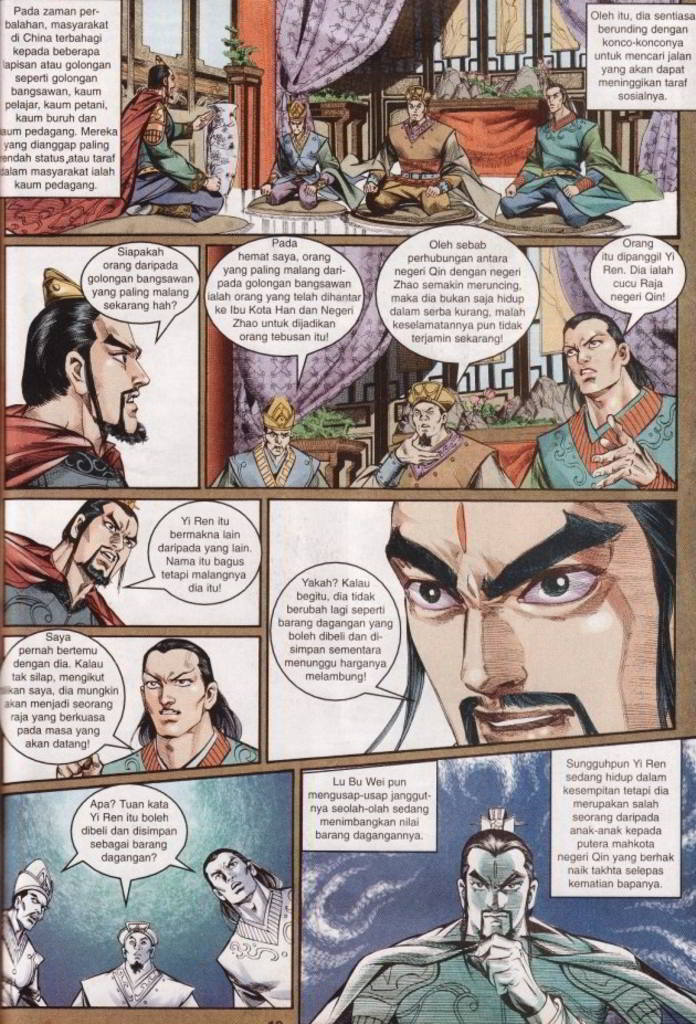 Pada zaman per-
balahan, masyarakat
di China terbahagi
kepada beberapa
lapisan atau golongan
seperti golongan
bangsawan, kaum
pelajar, kaum petani,
kaum buruh dan
kaum pedagang. Mereka
yang dianggap paling
rendah status atau taraf
dalam masyarakat ialah
kaum pedagang.
Oleh itu, dia sentiasa
berunding dengan
konco-konconya
untuk mencari jalan
yang akan dapat
meninggikan taraf
sosialnya.
Siapakah
orang daripada
golongan bangsawan
yang paling malang
sekarang hah?
Pada
hemat saya, orang
yang paling malang dari-
pada golongan bangsawan
ialah orang yang telah dihantar
ke Ibu Kota Han dan Negeri
Zhao untuk dijadikan
orang tebusan itu!
Oleh sebab
perhubungan antara
negeri Qin dengan negeri
Zhao semakin meruncing,
maka dia bukan saja hidup
dalam serba kurang, malah
keselamatannya pun tidak
terjamin sekarang!
Orang
itu dipanggil Yi
Ren. Dia ialah
cucu Raja
negeri Qin!
Yi Ren itu
bermakna lain
daripada yang lain.
Nama itu bagus
tetapi malangnya
dia itu!
Yakah? Kalau
begitu, dia tidak
berubah lagi seperti
barang dagangan yang
boleh dibeli dan di-
simpan sementara
menunggu harganya
melambung!
Saya
pernah bertemu
dengan dia. Kalau
tak silap, mengikut
firasat saya, dia mungkin
akan menjadi seorang
raja yang berkuasa
pada masa yang
akan datang!
Apa? Tuan kata
Yi Ren itu boleh
dibeli dan disimpan
sebagai barang
dagangan?
Lu Bu Wei pun
mengusap-usap janggut-
nya seolah-olah sedang
menimbangkan nilai
barang dagangannya.
Sungguhpun Yi Ren
sedang hidup dalam
kesempitan tetapi dia
merupakan salah
seorang daripada
anak-anak kepada
putera mahkota
negeri Qin yang berhak
naik takhta selepas
kematian bapanya.